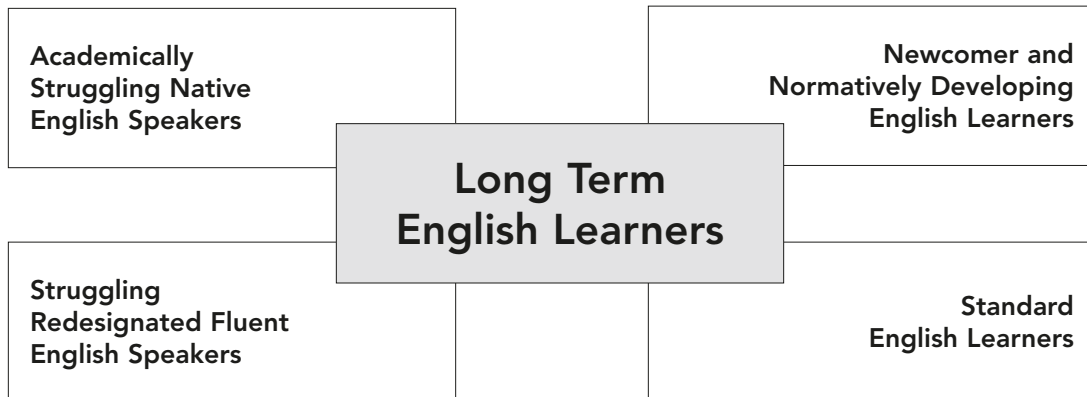 Academically
Struggling Native
English Speakers
Newcomer and
Normatively Developing
English Learners
Long Term
English Learners
Struggling
Redesignated Fluent
English Speakers
Standard
English Learners